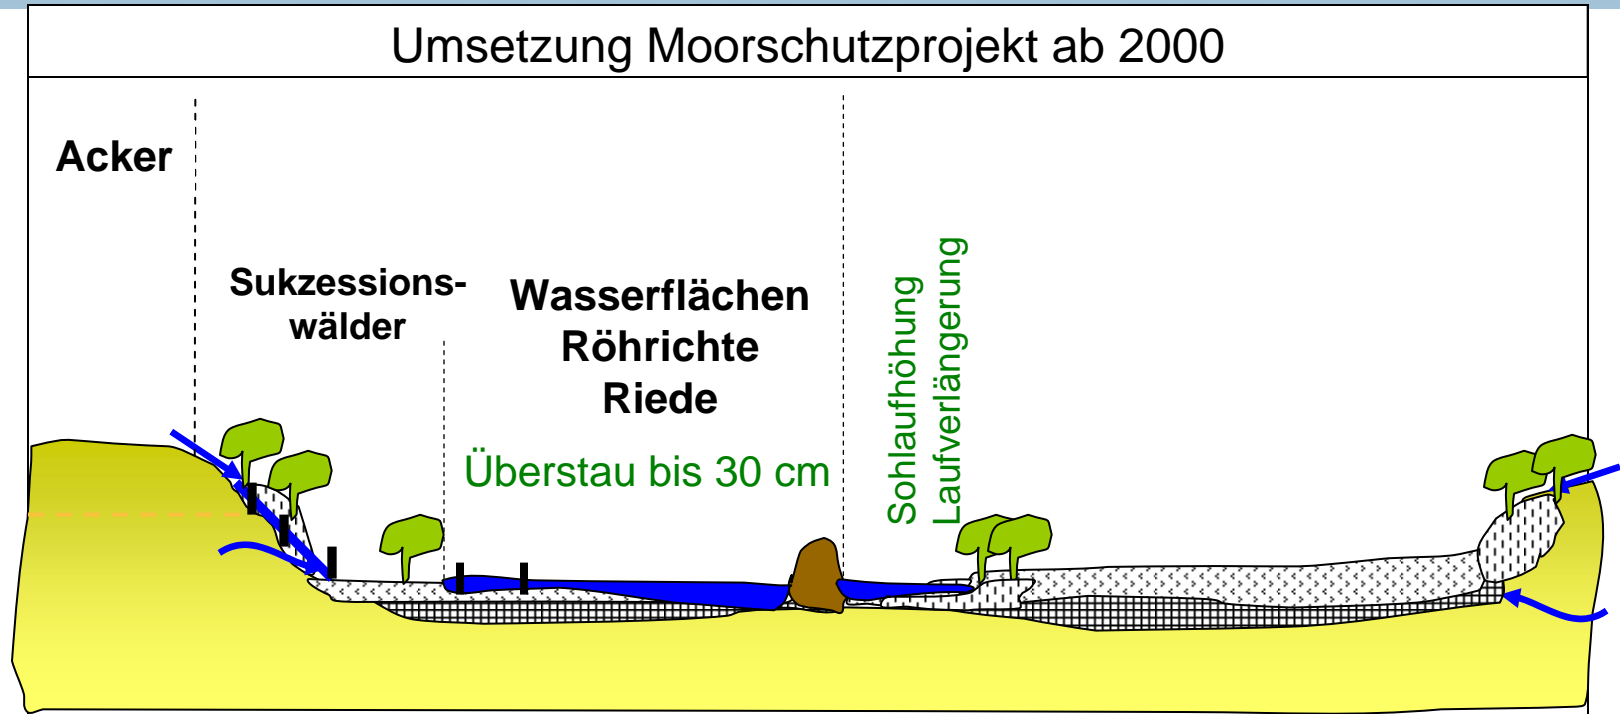 Umsetzung Moorschutzprojekt ab 2000
Acker
Sukzessions-
wälder
Wasserflächen
Röhrichte
Riede
Überstau bis 30 cm
Sohlaufhöhung
Laufverlängerung